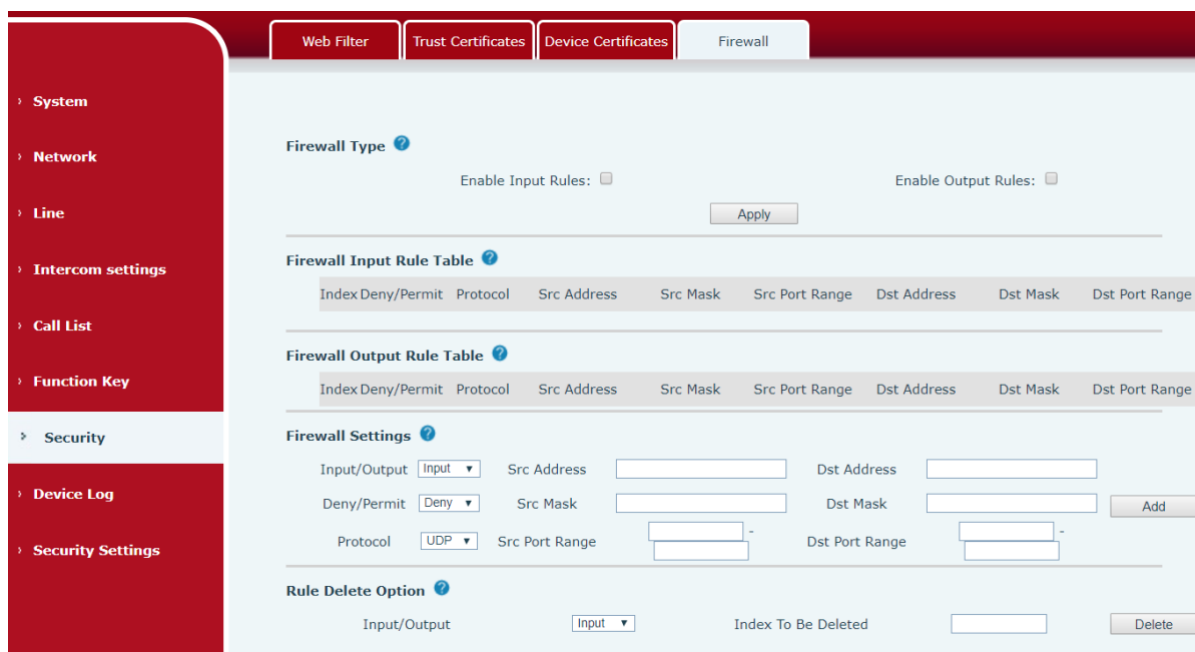 Web Filter
Trust Certificates
Device Certificates
Firewall
System
Network
Line
Intercom settings
Call List
Function Key
Security
Device Log
Security Settings
Firewall Type ?
Enable Input Rules:
Enable Output Rules:
Apply
Firewall Input Rule Table ?
Index Deny/Permit Protocol Src Address Src Mask Src Port Range Dst Address Dst Mask Dst Port Range
Firewall Output Rule Table ?
Index Deny/Permit Protocol Src Address Src Mask Src Port Range Dst Address Dst Mask Dst Port Range
Firewall Settings ?
Input/Output Input Src Address Dst Address
Deny/Permit Deny Src Mask Dst Mask Add
Protocol UDP Src Port Range - Dst Port Range -
Rule Delete Option ?
Input/Output Input Index To Be Deleted Delete